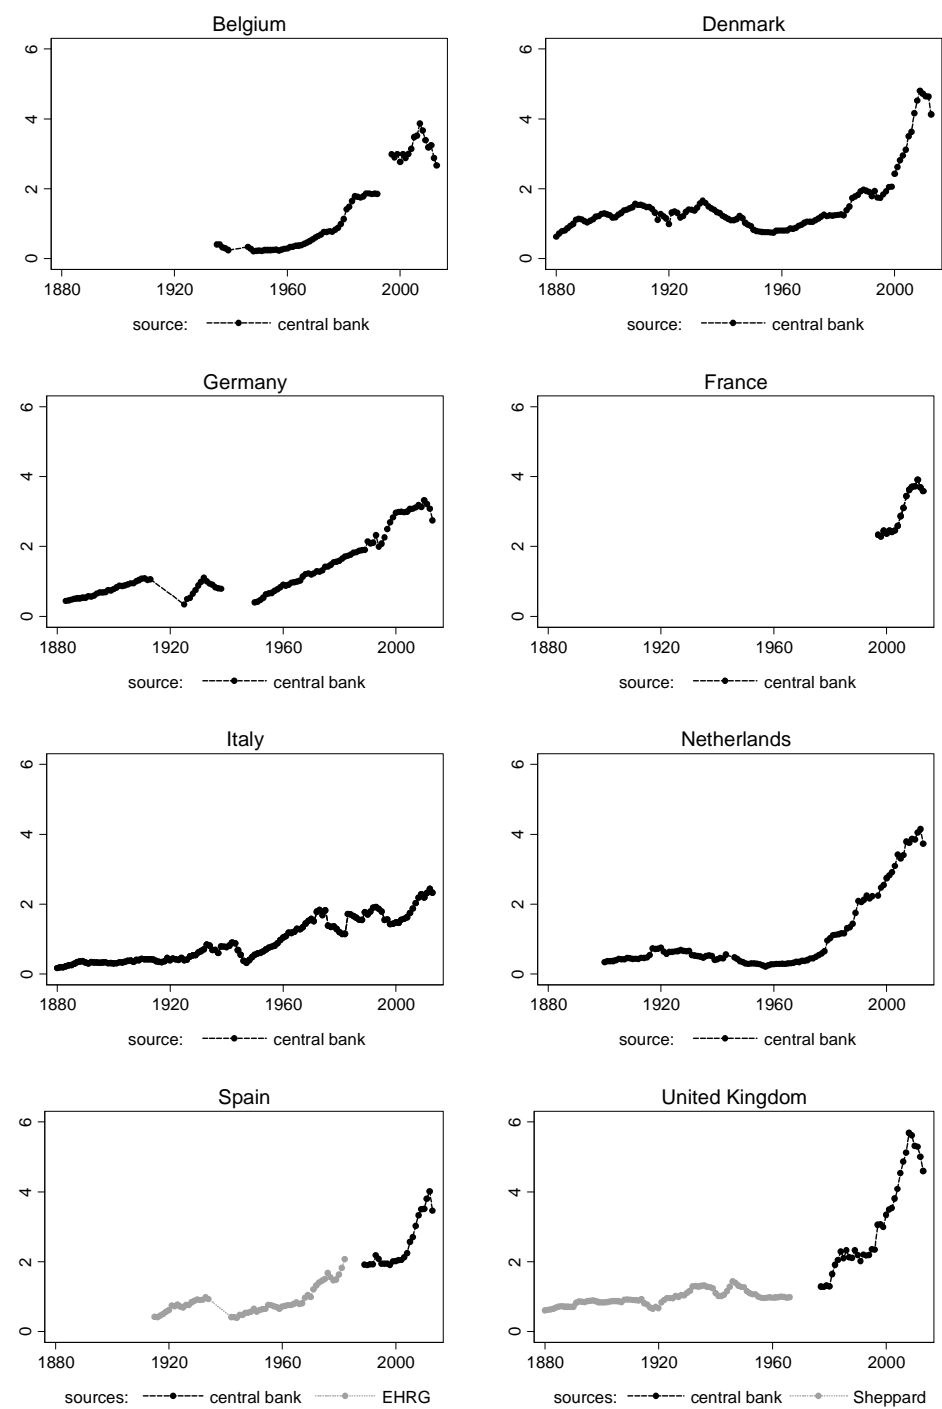 Belgium
6
4
2
0
1880 1920 1960 2000
source: central bank
Denmark
6
4
2
0
1880 1920 1960 2000
source: central bank
Germany
6
4
2
0
1880 1920 1960 2000
source: central bank
France
6
4
2
0
1880 1920 1960 2000
source: central bank
Italy
6
4
2
0
1880 1920 1960 2000
source: central bank
Netherlands
6
4
2
0
1880 1920 1960 2000
source: central bank
Spain
6
4
2
0
1880 1920 1960 2000
sources: central bank EHRG
United Kingdom
6
4
2
0
1880 1920 1960 2000
sources: central bank Sheppard